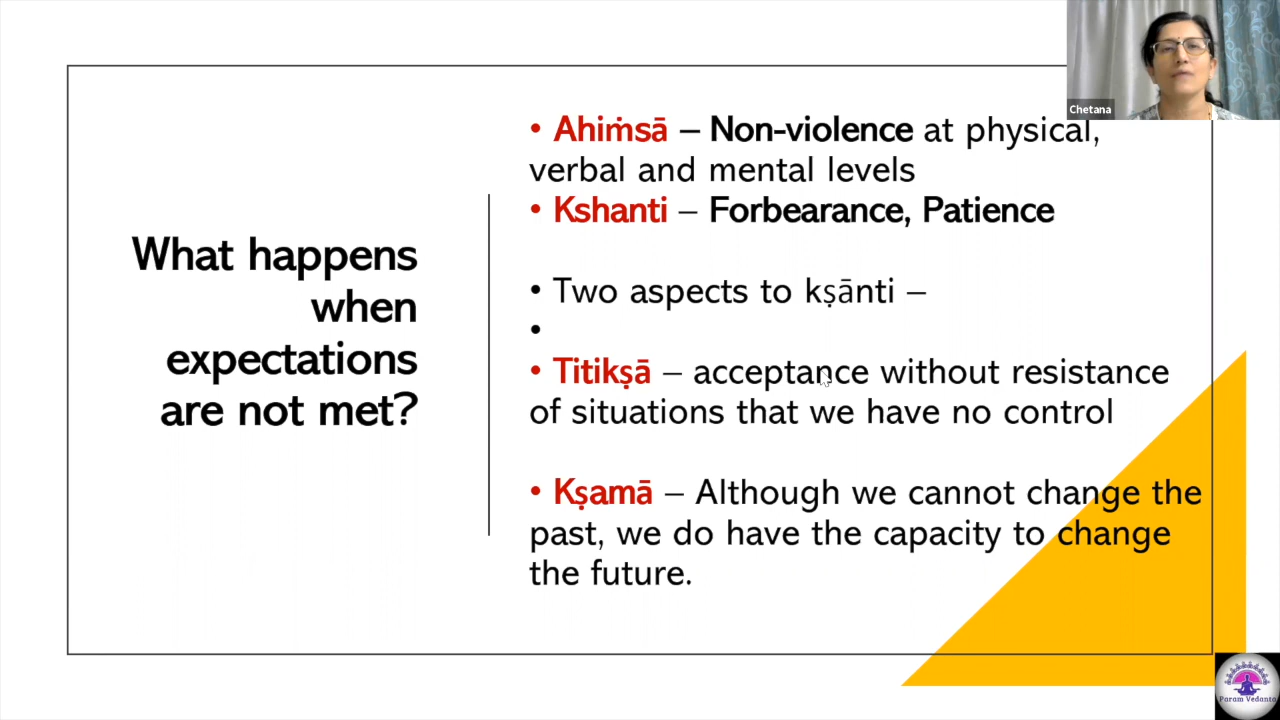 Chetana
What happens
when
expectations
are not met?
• Ahiṁsā – Non-violence at physical,
verbal and mental levels
• Kshanti – Forbearance, Patience
• Two aspects to kṣānti –
•
• Titikṣā – acceptance without resistance
of situations that we have no control
• Kṣamā – Although we cannot change the
past, we do have the capacity to change
the future.
Param Vedanta